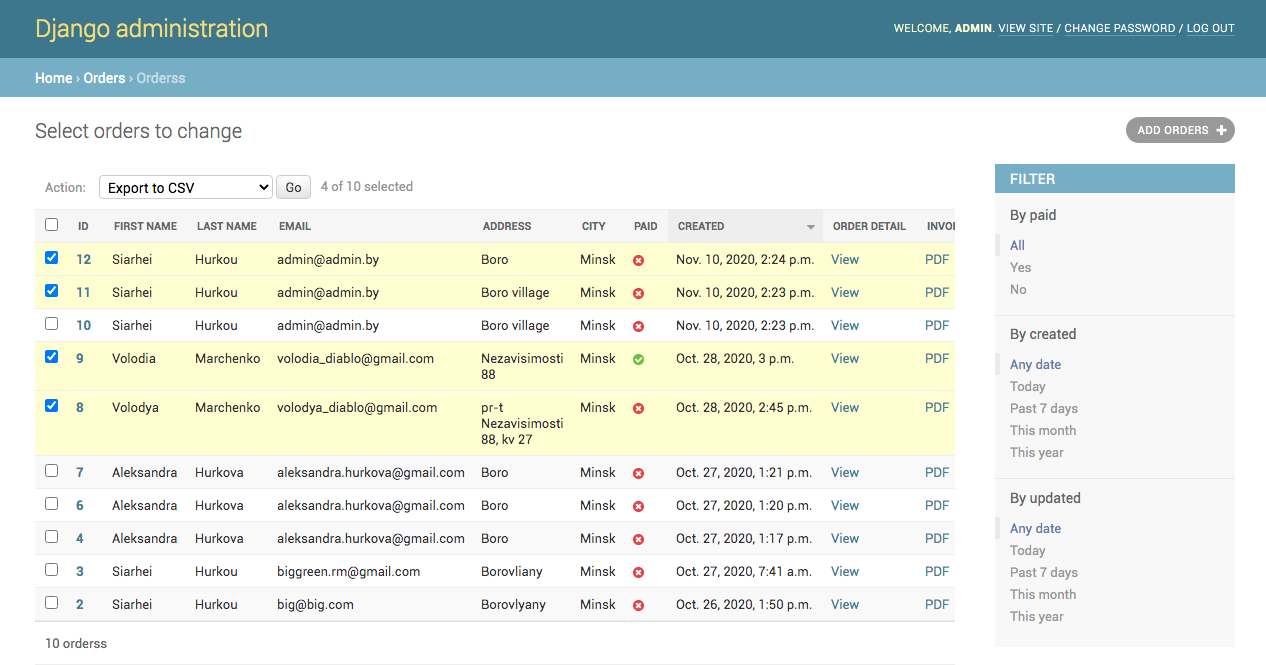 Django administration
WELCOME, ADMIN. VIEW SITE / CHANGE PASSWORD / LOG OUT
Home › Orders › Orderss
Select orders to change
ADD ORDERS +
Action: Export to CSV Go 4 of 10 selected
ID FIRST NAME LAST NAME EMAIL ADDRESS CITY PAID CREATED ORDER DETAIL INVOI
12 Siarhei Hurkou admin@admin.by Boro Minsk Nov. 10, 2020, 2:24 p.m. View PDF
11 Siarhei Hurkou admin@admin.by Boro village Minsk Nov. 10, 2020, 2:23 p.m. View PDF
10 Siarhei Hurkou admin@admin.by Boro village Minsk Nov. 10, 2020, 2:23 p.m. View PDF
9 Volodia Marchenko volodia_diablo@gmail.com Nezavisimosti Minsk Oct. 28, 2020, 3 p.m. View PDF
88
8 Volodya Marchenko volodya_diablo@gmail.com pr-t Minsk Oct. 28, 2020, 2:45 p.m. View PDF
Nezavisimosti
88, kv 27
7 Aleksandra Hurkova aleksandra.hurkova@gmail.com Boro Minsk Oct. 27, 2020, 1:21 p.m. View PDF
6 Aleksandra Hurkova aleksandra.hurkova@gmail.com Boro Minsk Oct. 27, 2020, 1:20 p.m. View PDF
4 Aleksandra Hurkova aleksandra.hurkova@gmail.com Boro Minsk Oct. 27, 2020, 1:17 p.m. View PDF
3 Siarhei Hurkou biggreen.rm@gmail.com Borovliany Minsk Oct. 27, 2020, 7:41 a.m. View PDF
2 Siarhei Hurkou big@big.com Borovlyany Minsk Oct. 26, 2020, 1:50 p.m. View PDF
10 orderss
FILTER
By paid
All
Yes
No
By created
Any date
Today
Past 7 days
This month
This year
By updated
Any date
Today
Past 7 days
This month
This year